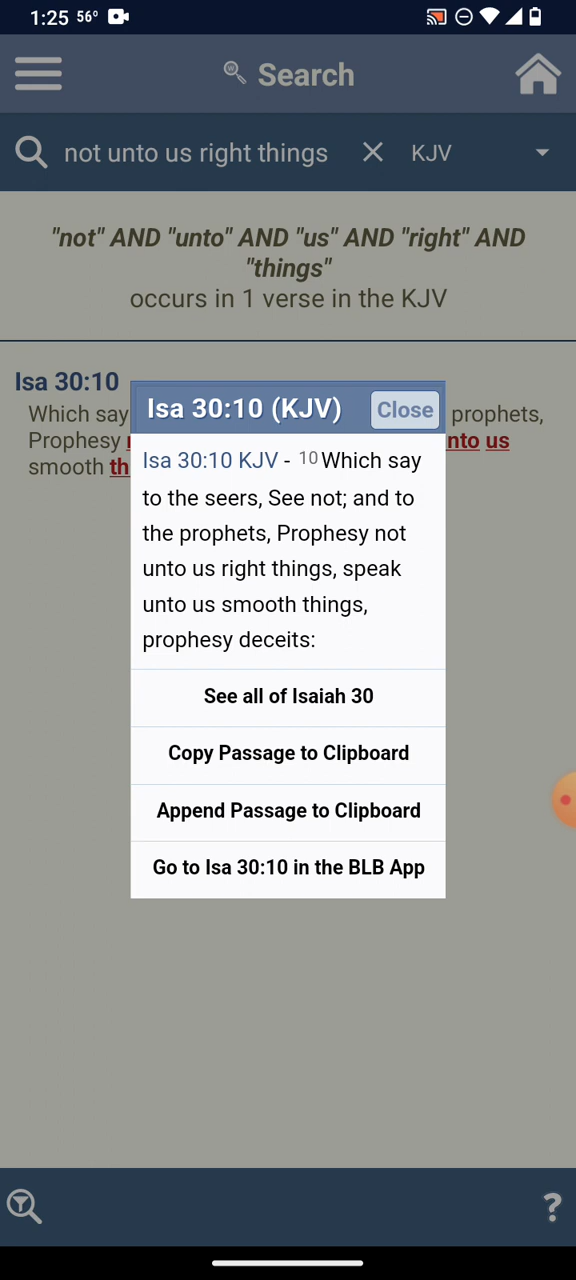 1:25 56°
Search
not unto us right things KJV
"not" AND "unto" AND "us" AND "right" AND
"things"
occurs in 1 verse in the KJV
Isa 30:10
Which say prophets,
Prophesy nto us
smooth th
Isa 30:10 (KJV) Close
Isa 30:10 KJV - 10 Which say
to the seers, See not; and to
the prophets, Prophesy not
unto us right things, speak
unto us smooth things,
prophesy deceits:
See all of Isaiah 30
Copy Passage to Clipboard
Append Passage to Clipboard
Go to Isa 30:10 in the BLB App
?